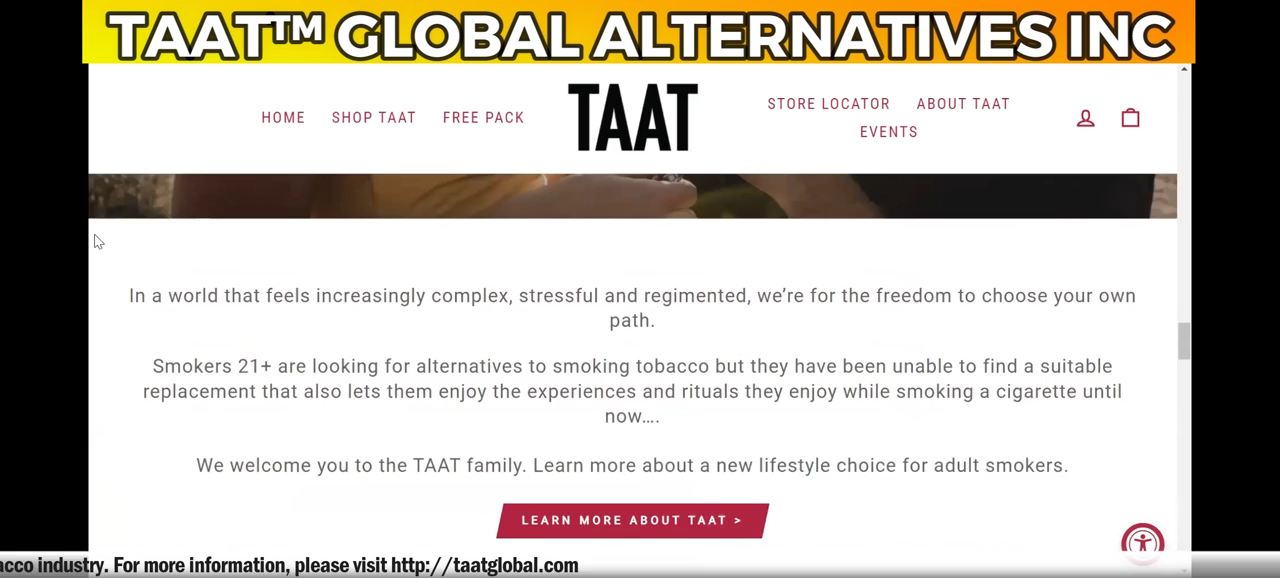 TAAT™ GLOBAL ALTERNATIVES INC
HOME SHOP TAAT FREE PACK TAAT STORE LOCATOR ABOUT TAAT
EVENTS
In a world that feels increasingly complex, stressful and regimented, we’re for the freedom to choose your own
path.
Smokers 21+ are looking for alternatives to smoking tobacco but they have been unable to find a suitable
replacement that also lets them enjoy the experiences and rituals they enjoy while smoking a cigarette until
now....
We welcome you to the TAAT family. Learn more about a new lifestyle choice for adult smokers.
LEARN MORE ABOUT TAAT >
acco industry. For more information, please visit http://taatglobal.com